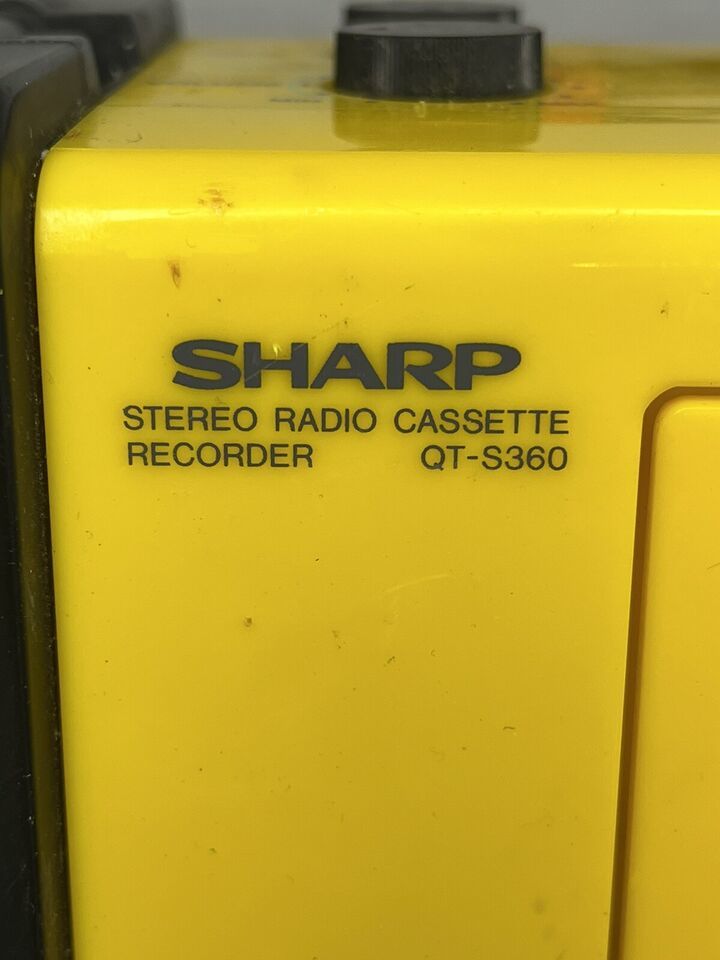 SHARP
STEREO RADIO CASSETTE
RECORDER QT-S360